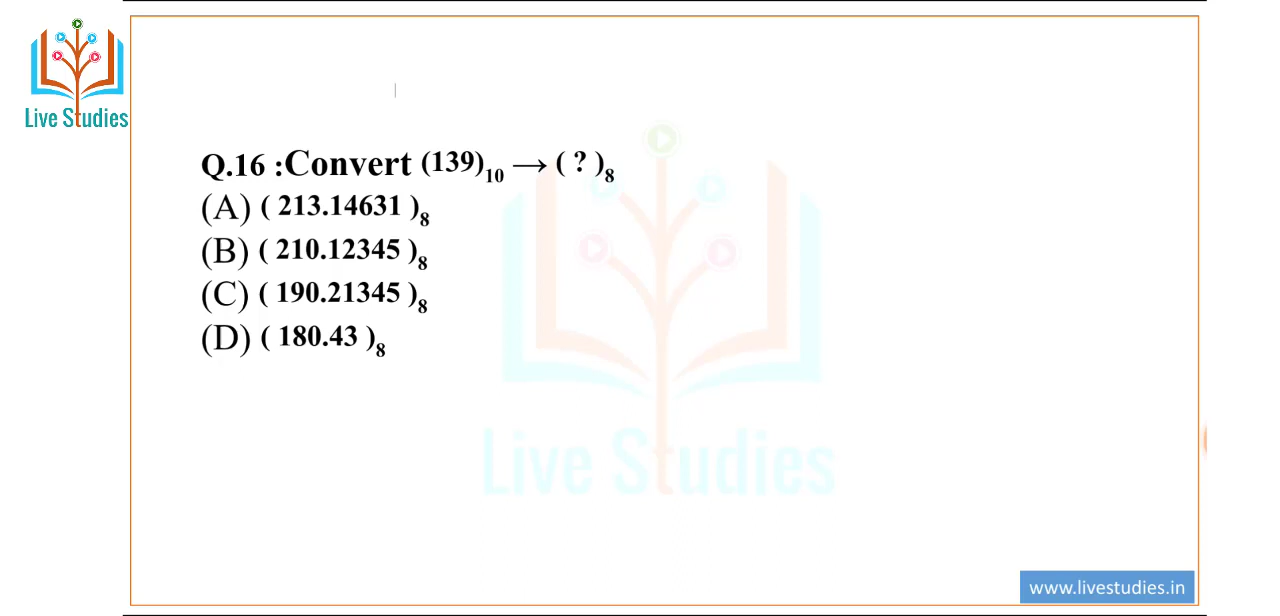 Live Studies
Q.16 :Convert (139)₁₀ → ( ? )₈
(A) ( 213.14631 )₈
(B) ( 210.12345 )₈
(C) ( 190.21345 )₈
(D) ( 180.43 )₈
Live Studies
www.livestudies.in